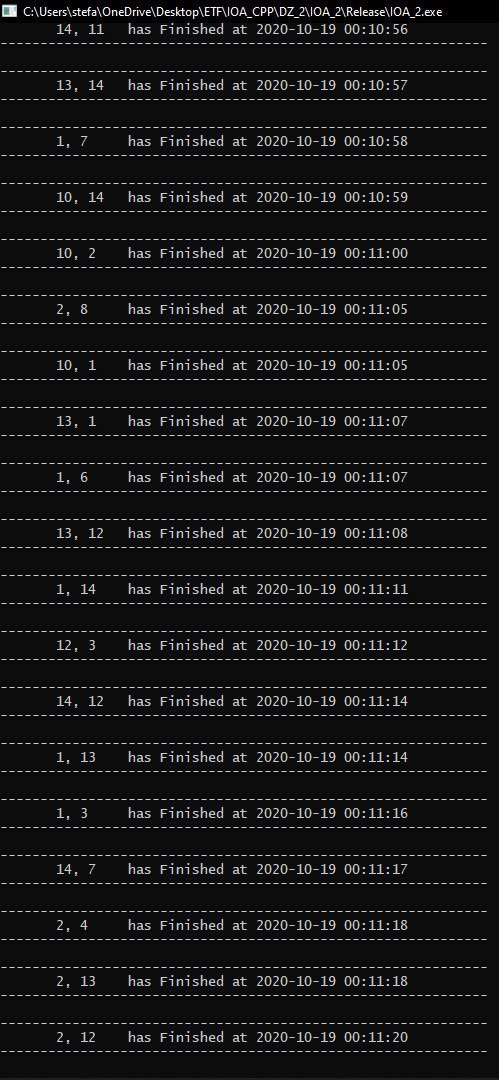 C:\Users\stefa\OneDrive\Desktop\ETF\IOA_CPP\DZ_2\IOA_2\Release\IOA_2.exe
14, 11 has Finished at 2020-10-19 00:10:56
-------------------------------------------------------------
-------------------------------------------------------------
13, 14 has Finished at 2020-10-19 00:10:57
-------------------------------------------------------------
-------------------------------------------------------------
1, 7 has Finished at 2020-10-19 00:10:58
-------------------------------------------------------------
-------------------------------------------------------------
10, 14 has Finished at 2020-10-19 00:10:59
-------------------------------------------------------------
-------------------------------------------------------------
10, 2 has Finished at 2020-10-19 00:11:00
-------------------------------------------------------------
-------------------------------------------------------------
2, 8 has Finished at 2020-10-19 00:11:05
-------------------------------------------------------------
-------------------------------------------------------------
10, 1 has Finished at 2020-10-19 00:11:05
-------------------------------------------------------------
-------------------------------------------------------------
13, 1 has Finished at 2020-10-19 00:11:07
-------------------------------------------------------------
-------------------------------------------------------------
1, 6 has Finished at 2020-10-19 00:11:07
-------------------------------------------------------------
-------------------------------------------------------------
13, 12 has Finished at 2020-10-19 00:11:08
-------------------------------------------------------------
-------------------------------------------------------------
1, 14 has Finished at 2020-10-19 00:11:11
-------------------------------------------------------------
-------------------------------------------------------------
12, 3 has Finished at 2020-10-19 00:11:12
-------------------------------------------------------------
-------------------------------------------------------------
14, 12 has Finished at 2020-10-19 00:11:14
-------------------------------------------------------------
-------------------------------------------------------------
1, 13 has Finished at 2020-10-19 00:11:14
-------------------------------------------------------------
-------------------------------------------------------------
1, 3 has Finished at 2020-10-19 00:11:16
-------------------------------------------------------------
-------------------------------------------------------------
14, 7 has Finished at 2020-10-19 00:11:17
-------------------------------------------------------------
-------------------------------------------------------------
2, 4 has Finished at 2020-10-19 00:11:18
-------------------------------------------------------------
-------------------------------------------------------------
2, 13 has Finished at 2020-10-19 00:11:18
-------------------------------------------------------------
-------------------------------------------------------------
2, 12 has Finished at 2020-10-19 00:11:20
-------------------------------------------------------------